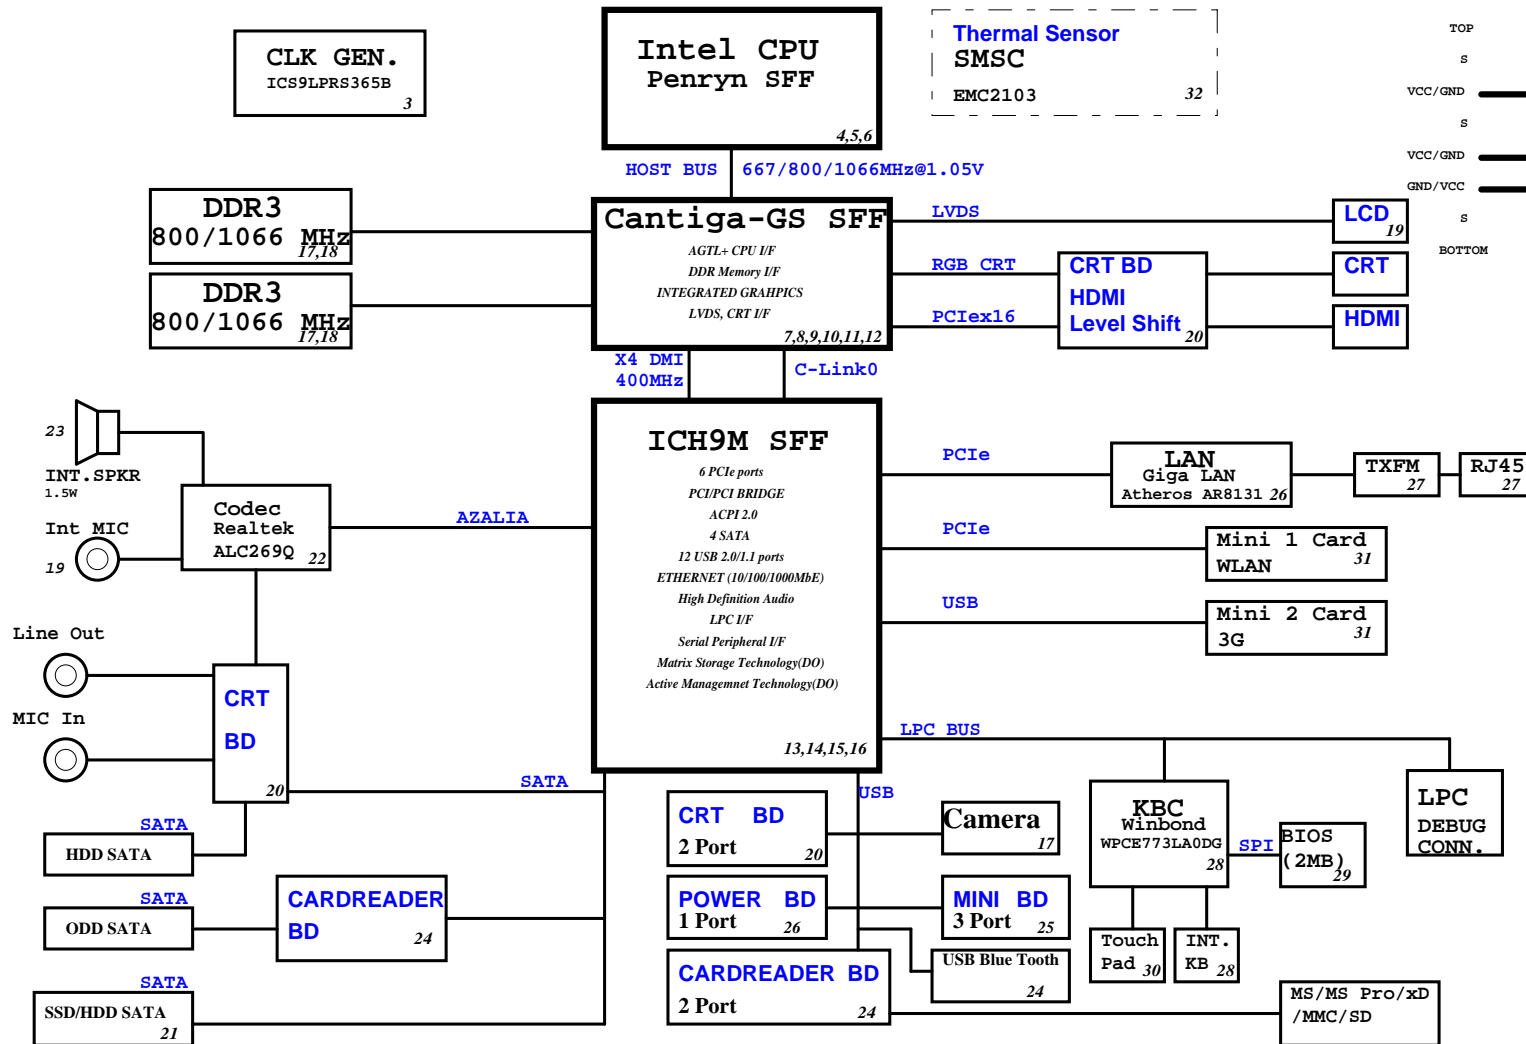 CLK GEN.
ICS9LPRS365B
3
Intel CPU
Penryn SFF
4,5,6
Thermal Sensor
SMSC
EMC2103
32
TOP
S
VCC/GND
S
VCC/GND
GND/VCC
S
BOTTOM
HOST BUS
667/800/1066MHz@1.05V
DDR3
800/1066 MHz
17,18
DDR3
800/1066 MHz
17,18
Cantiga-GS SFF
AGTL+ CPU I/F
DDR Memory I/F
INTEGRATED GRAHPICS
LVDS, CRT I/F
7,8,9,10,11,12
LVDS
LCD
19
RGB CRT
PCIex16
CRT BD
HDMI
Level Shift
20
CRT
HDMI
X4 DMI
400MHz
C-Link0
ICH9M SFF
6 PCIe ports
PCI/PCI BRIDGE
ACPI 2.0
4 SATA
12 USB 2.0/1.1 ports
ETHERNET (10/100/1000MbE)
High Definition Audio
LPC I/F
Serial Peripheral I/F
Matrix Storage Technology(DO)
Active Managemnet Technology(DO)
13,14,15,16
23
INT.SPKR
1.5W
Int MIC
19
Codec
Realtek
ALC269Q
22
AZALIA
Line Out
MIC In
CRT
BD
20
SATA
SATA
HDD SATA
SATA
ODD SATA
CARDREADER
BD
24
SATA
SSD/HDD SATA
21
PCIe
LAN
Giga LAN
Atheros AR8131
26
TXFM
27
RJ45
27
PCIe
Mini 1 Card
WLAN
31
USB
Mini 2 Card
3G
31
LPC BUS
USB
CRT BD
2 Port
20
Camera
17
POWER BD
1 Port
26
MINI BD
3 Port
25
CARDREADER BD
2 Port
24
USB Blue Tooth
24
KBC
Winbond
WPCE773LA0DG
28
SPI
BIOS
(2MB)
29
LPC
DEBUG
CONN.
Touch
Pad
30
INT.
KB
28
MS/MS Pro/xD
/MMC/SD